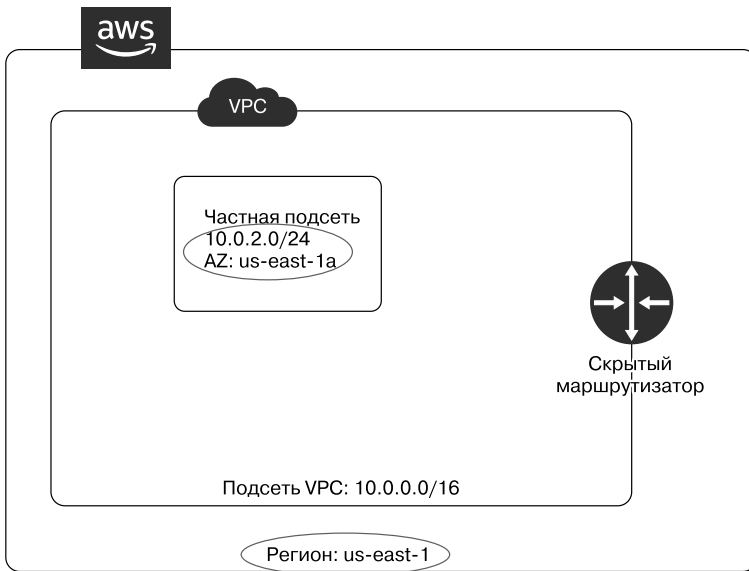 aws
VPC
Частная подсеть
10.0.2.0/24
AZ: us-east-1a
Скрытый
маршрутизатор
Подсеть VPC: 10.0.0.0/16
Регион: us-east-1